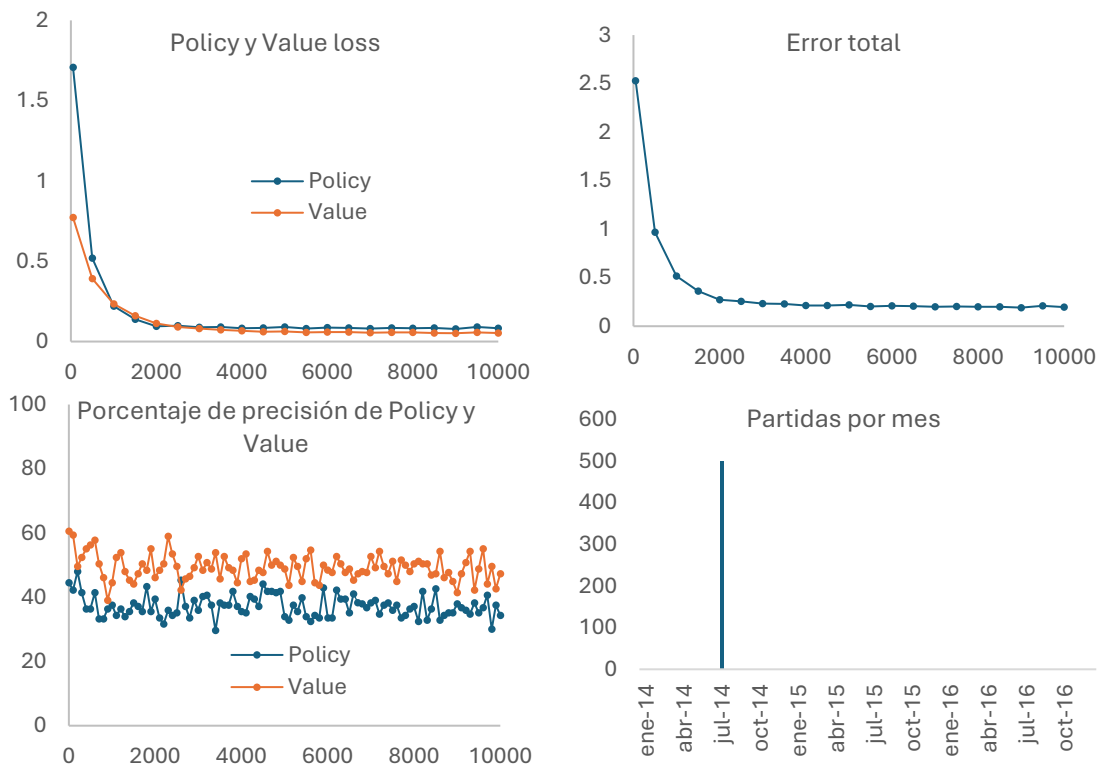 Policy y Value loss
2
1.5
1
0.5
0
0
2000
4000
6000
8000
10000
Policy
Value
Error total
3
2.5
2
1.5
1
0.5
0
0
2000
4000
6000
8000
10000
Porcentaje de precisión de Policy y
Value
100
80
60
40
20
0
0
2000
4000
6000
8000
10000
Policy
Value
Partidas por mes
600
500
400
300
200
100
0
ene-14
abr-14
jul-14
oct-14
ene-15
abr-15
jul-15
oct-15
ene-16
abr-16
jul-16
oct-16